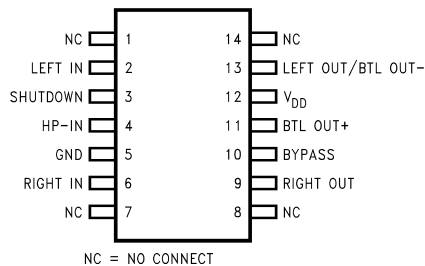 NC 1 14 NC
LEFT IN 2 13 LEFT OUT/BTL OUT-
SHUTDOWN 3 12 VDD
HP-IN 4 11 BTL OUT+
GND 5 10 BYPASS
RIGHT IN 6 9 RIGHT OUT
NC 7 8 NC
NC = NO CONNECT